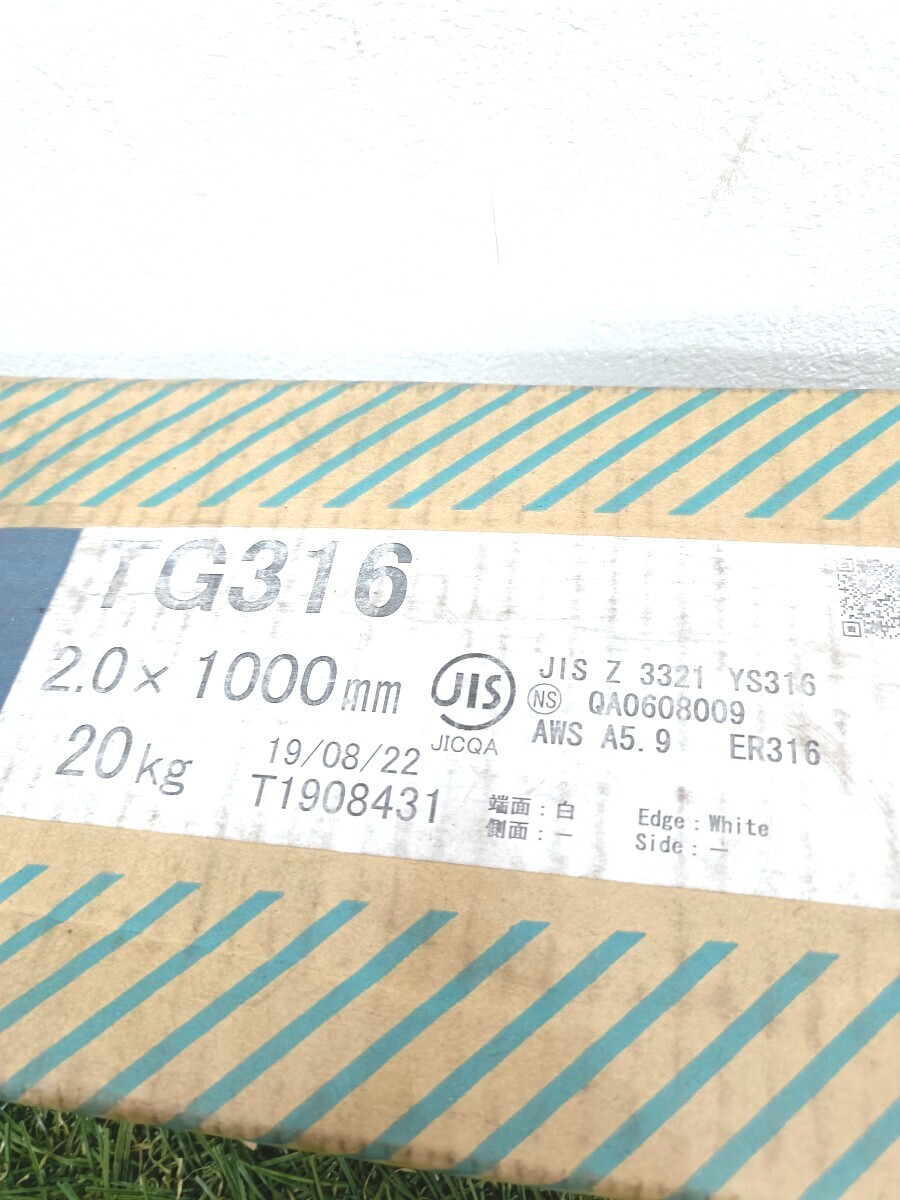 TG316
2.0×1000mm
20kg
19/08/22
T1908431
JIS
JICQA
JIS Z 3321 YS316
NS QA0608009
AWS A5.9 ER316
端面:白
側面:—
Edge:White
Side:—